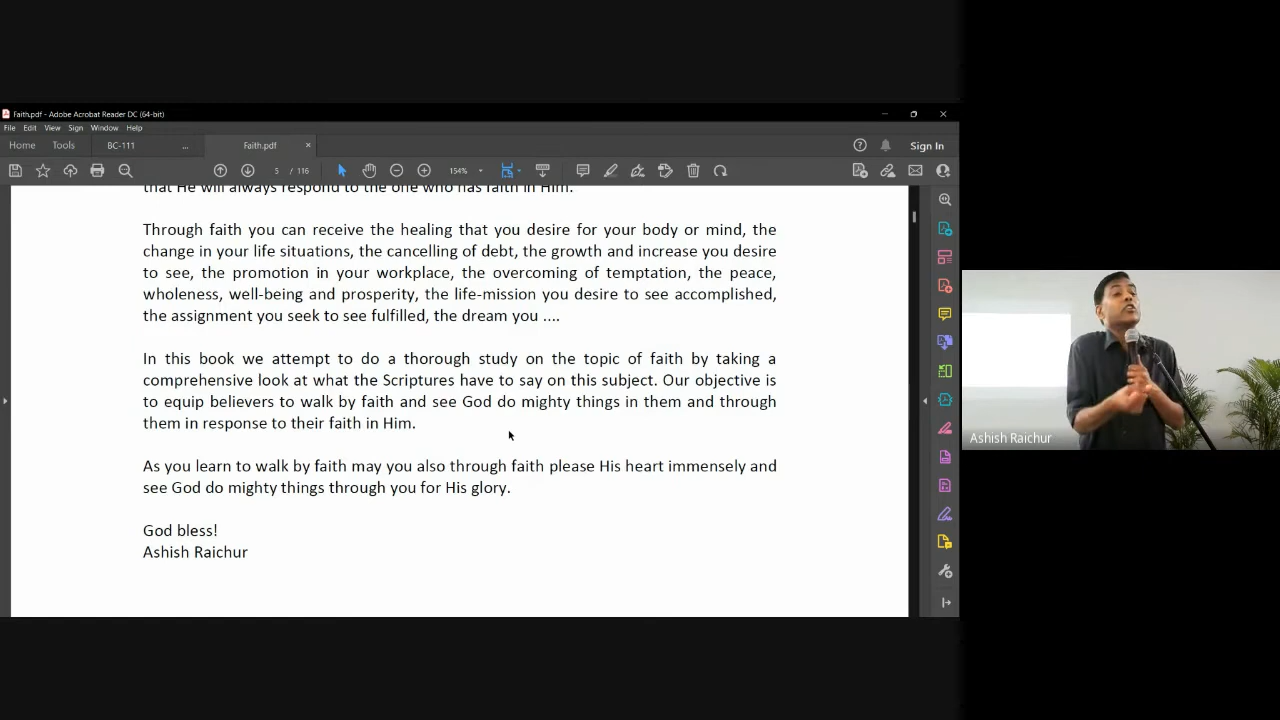 Faith.pdf - Adobe Acrobat Reader DC (64-bit)
File Edit View Sign Window Help
Home Tools BC-111 ... Faith.pdf × Sign In
5 / 116 154%
that He will always respond to the one who has faith in Him.
Through faith you can receive the healing that you desire for your body or mind, the
change in your life situations, the cancelling of debt, the growth and increase you desire
to see, the promotion in your workplace, the overcoming of temptation, the peace,
wholeness, well-being and prosperity, the life-mission you desire to see accomplished,
the assignment you seek to see fulfilled, the dream you ....
In this book we attempt to do a thorough study on the topic of faith by taking a
comprehensive look at what the Scriptures have to say on this subject. Our objective is
to equip believers to walk by faith and see God do mighty things in them and through
them in response to their faith in Him.
As you learn to walk by faith may you also through faith please His heart immensely and
see God do mighty things through you for His glory.
God bless!
Ashish Raichur
Ashish Raichur